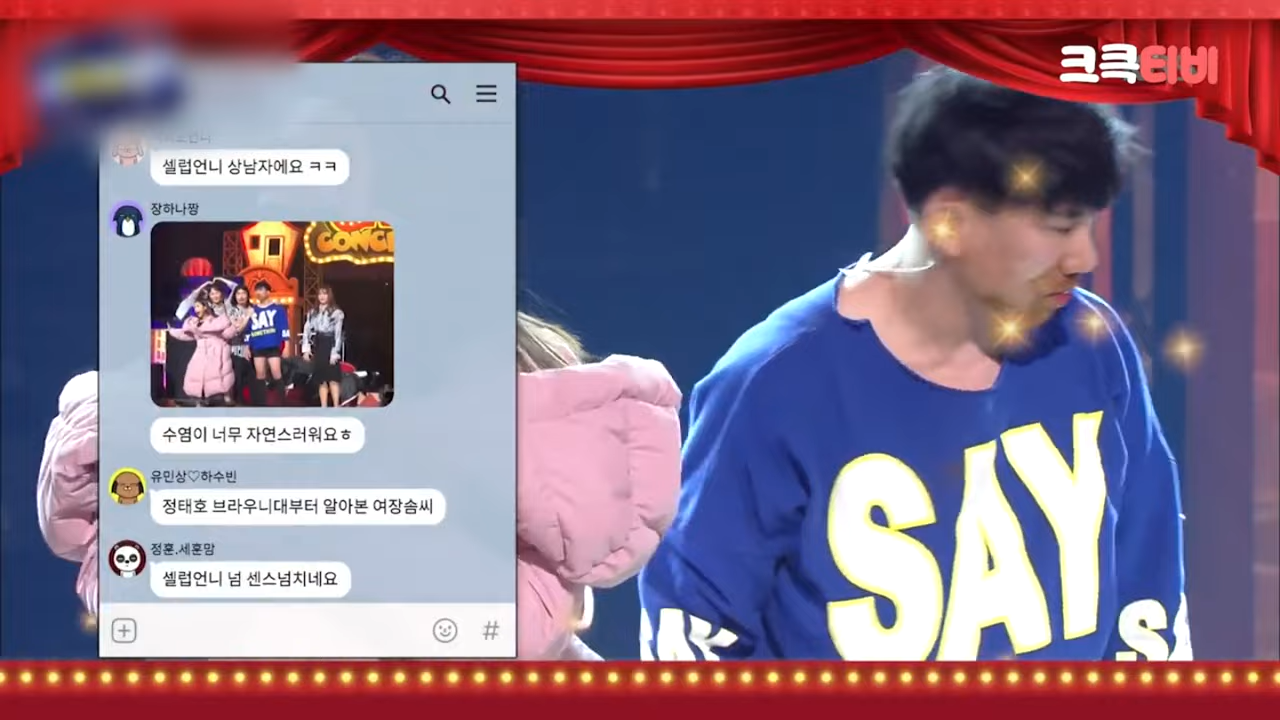 크큭티비
셀럽언니 상남자에요 ㅋㅋ
장하나짱
SAY
수염이 너무 자연스러워요ㅎ
유민상♡하수빈
정태호 브라우니대부터 알아본 여장솜씨
정훈.세훈맘
셀럽언니 넘 센스넘치네요
#
SAY